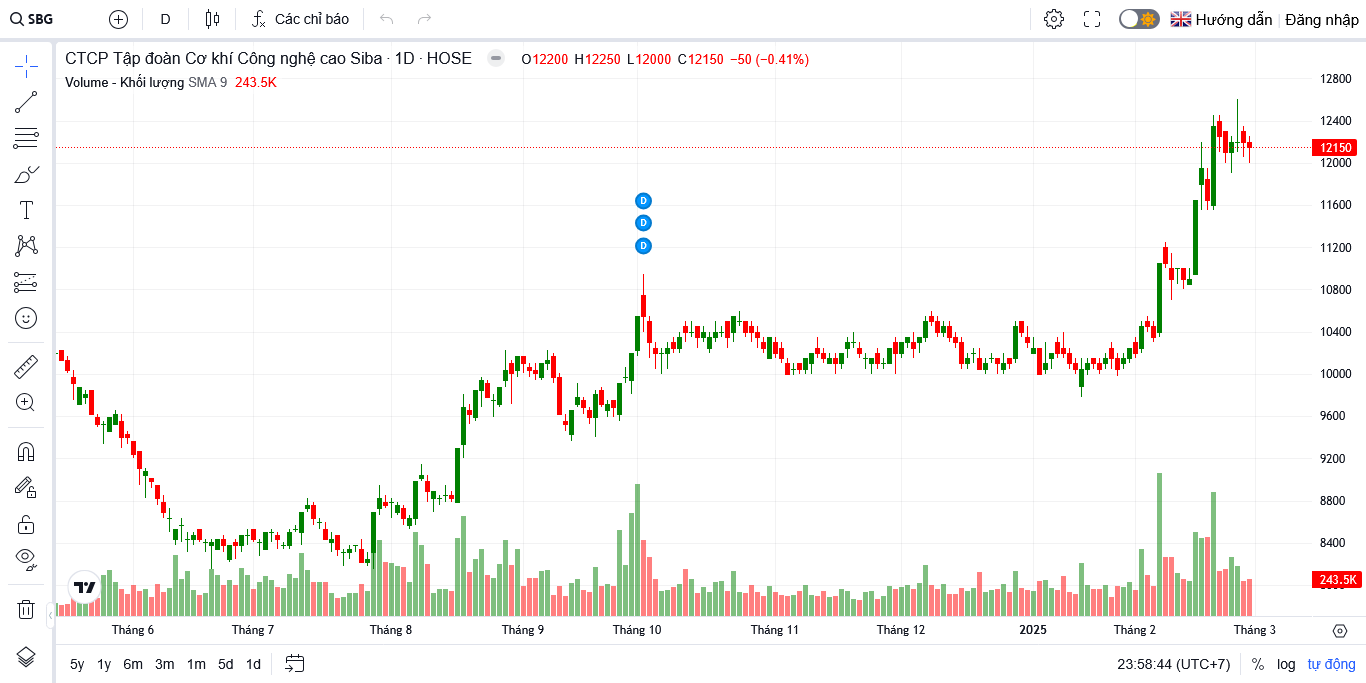 SBG D Các chỉ báo Hướng dẫn Đăng nhập
CTCP Tập đoàn Cơ khí Công nghệ cao Siba · 1D · HOSE O12200 H12250 L12000 C12150 −50 (−0.41%)
Volume - Khối lượng SMA 9 243.5K
12800
12400
12150
12000
11600
D
D
D
11200
10800
10400
10000
9600
9200
8800
8400
243.5K
Tháng 6 Tháng 7 Tháng 8 Tháng 9 Tháng 10 Tháng 11 Tháng 12 2025 Tháng 2 Tháng 3
5y 1y 6m 3m 1m 5d 1d 23:58:44 (UTC+7) % log tự động